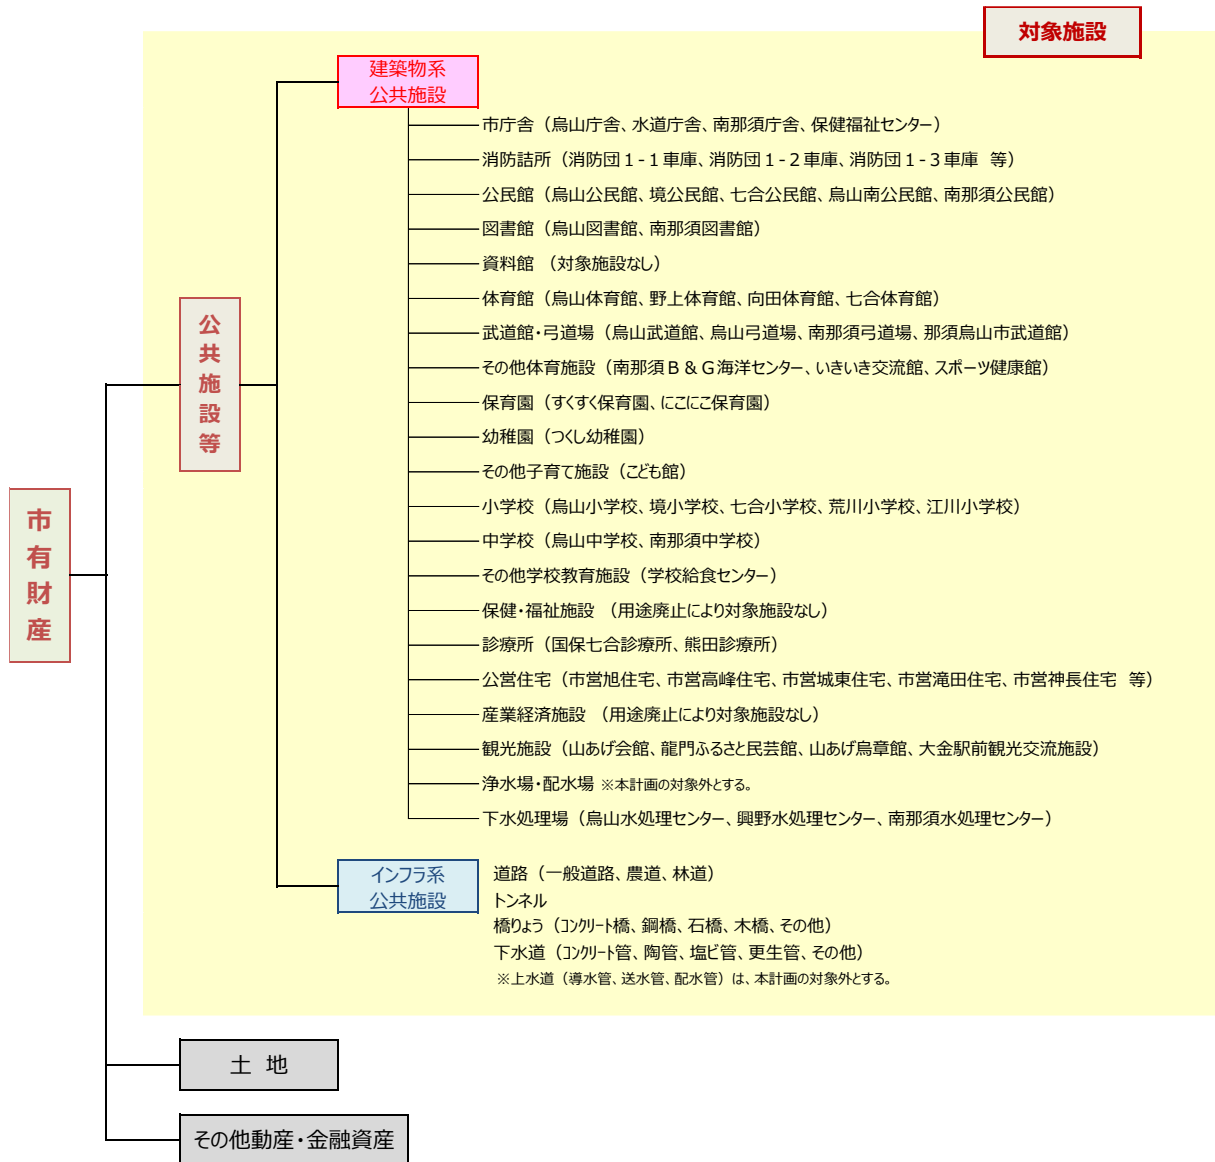 対象施設
建築物系
公共施設
市庁舎（烏山庁舎、水道庁舎、南那須庁舎、保健福祉センター）
消防詰所（消防団１-１車庫、消防団１-２車庫、消防団１-３車庫　等）
公民館（烏山公民館、境公民館、七合公民館、烏山南公民館、南那須公民館）
図書館（烏山図書館、南那須図書館）
資料館　（対象施設なし）
体育館（烏山体育館、野上体育館、向田体育館、七合体育館）
武道館・弓道場（烏山武道館、烏山弓道場、南那須弓道場、那須烏山市武道館）
その他体育施設（南那須Ｂ＆Ｇ海洋センター、いきいき交流館、スポーツ健康館）
保育園（すくすく保育園、にこにこ保育園）
幼稚園（つくし幼稚園）
その他子育て施設（こども館）
小学校（烏山小学校、境小学校、七合小学校、荒川小学校、江川小学校）
中学校（烏山中学校、南那須中学校）
その他学校教育施設（学校給食センター）
保健・福祉施設　（用途廃止により対象施設なし）
診療所（国保七合診療所、熊田診療所）
公営住宅（市営旭住宅、市営高峰住宅、市営城東住宅、市営滝田住宅、市営神長住宅　等）
産業経済施設　（用途廃止により対象施設なし）
観光施設（山あげ会館、龍門ふるさと民芸館、山あげ烏章館、大金駅前観光交流施設）
浄水場・配水場 ※本計画の対象外とする。
下水処理場（烏山水処理センター、興野水処理センター、南那須水処理センター）
公共施設等
市有財産
インフラ系
公共施設
道路（一般道路、農道、林道）
トンネル
橋りょう（コンクリート橋、鋼橋、石橋、木橋、その他）
下水道（コンクリート管、陶管、塩ビ管、更生管、その他）
※上水道（導水管、送水管、配水管）は、本計画の対象外とする。
土 地
その他動産・金融資産